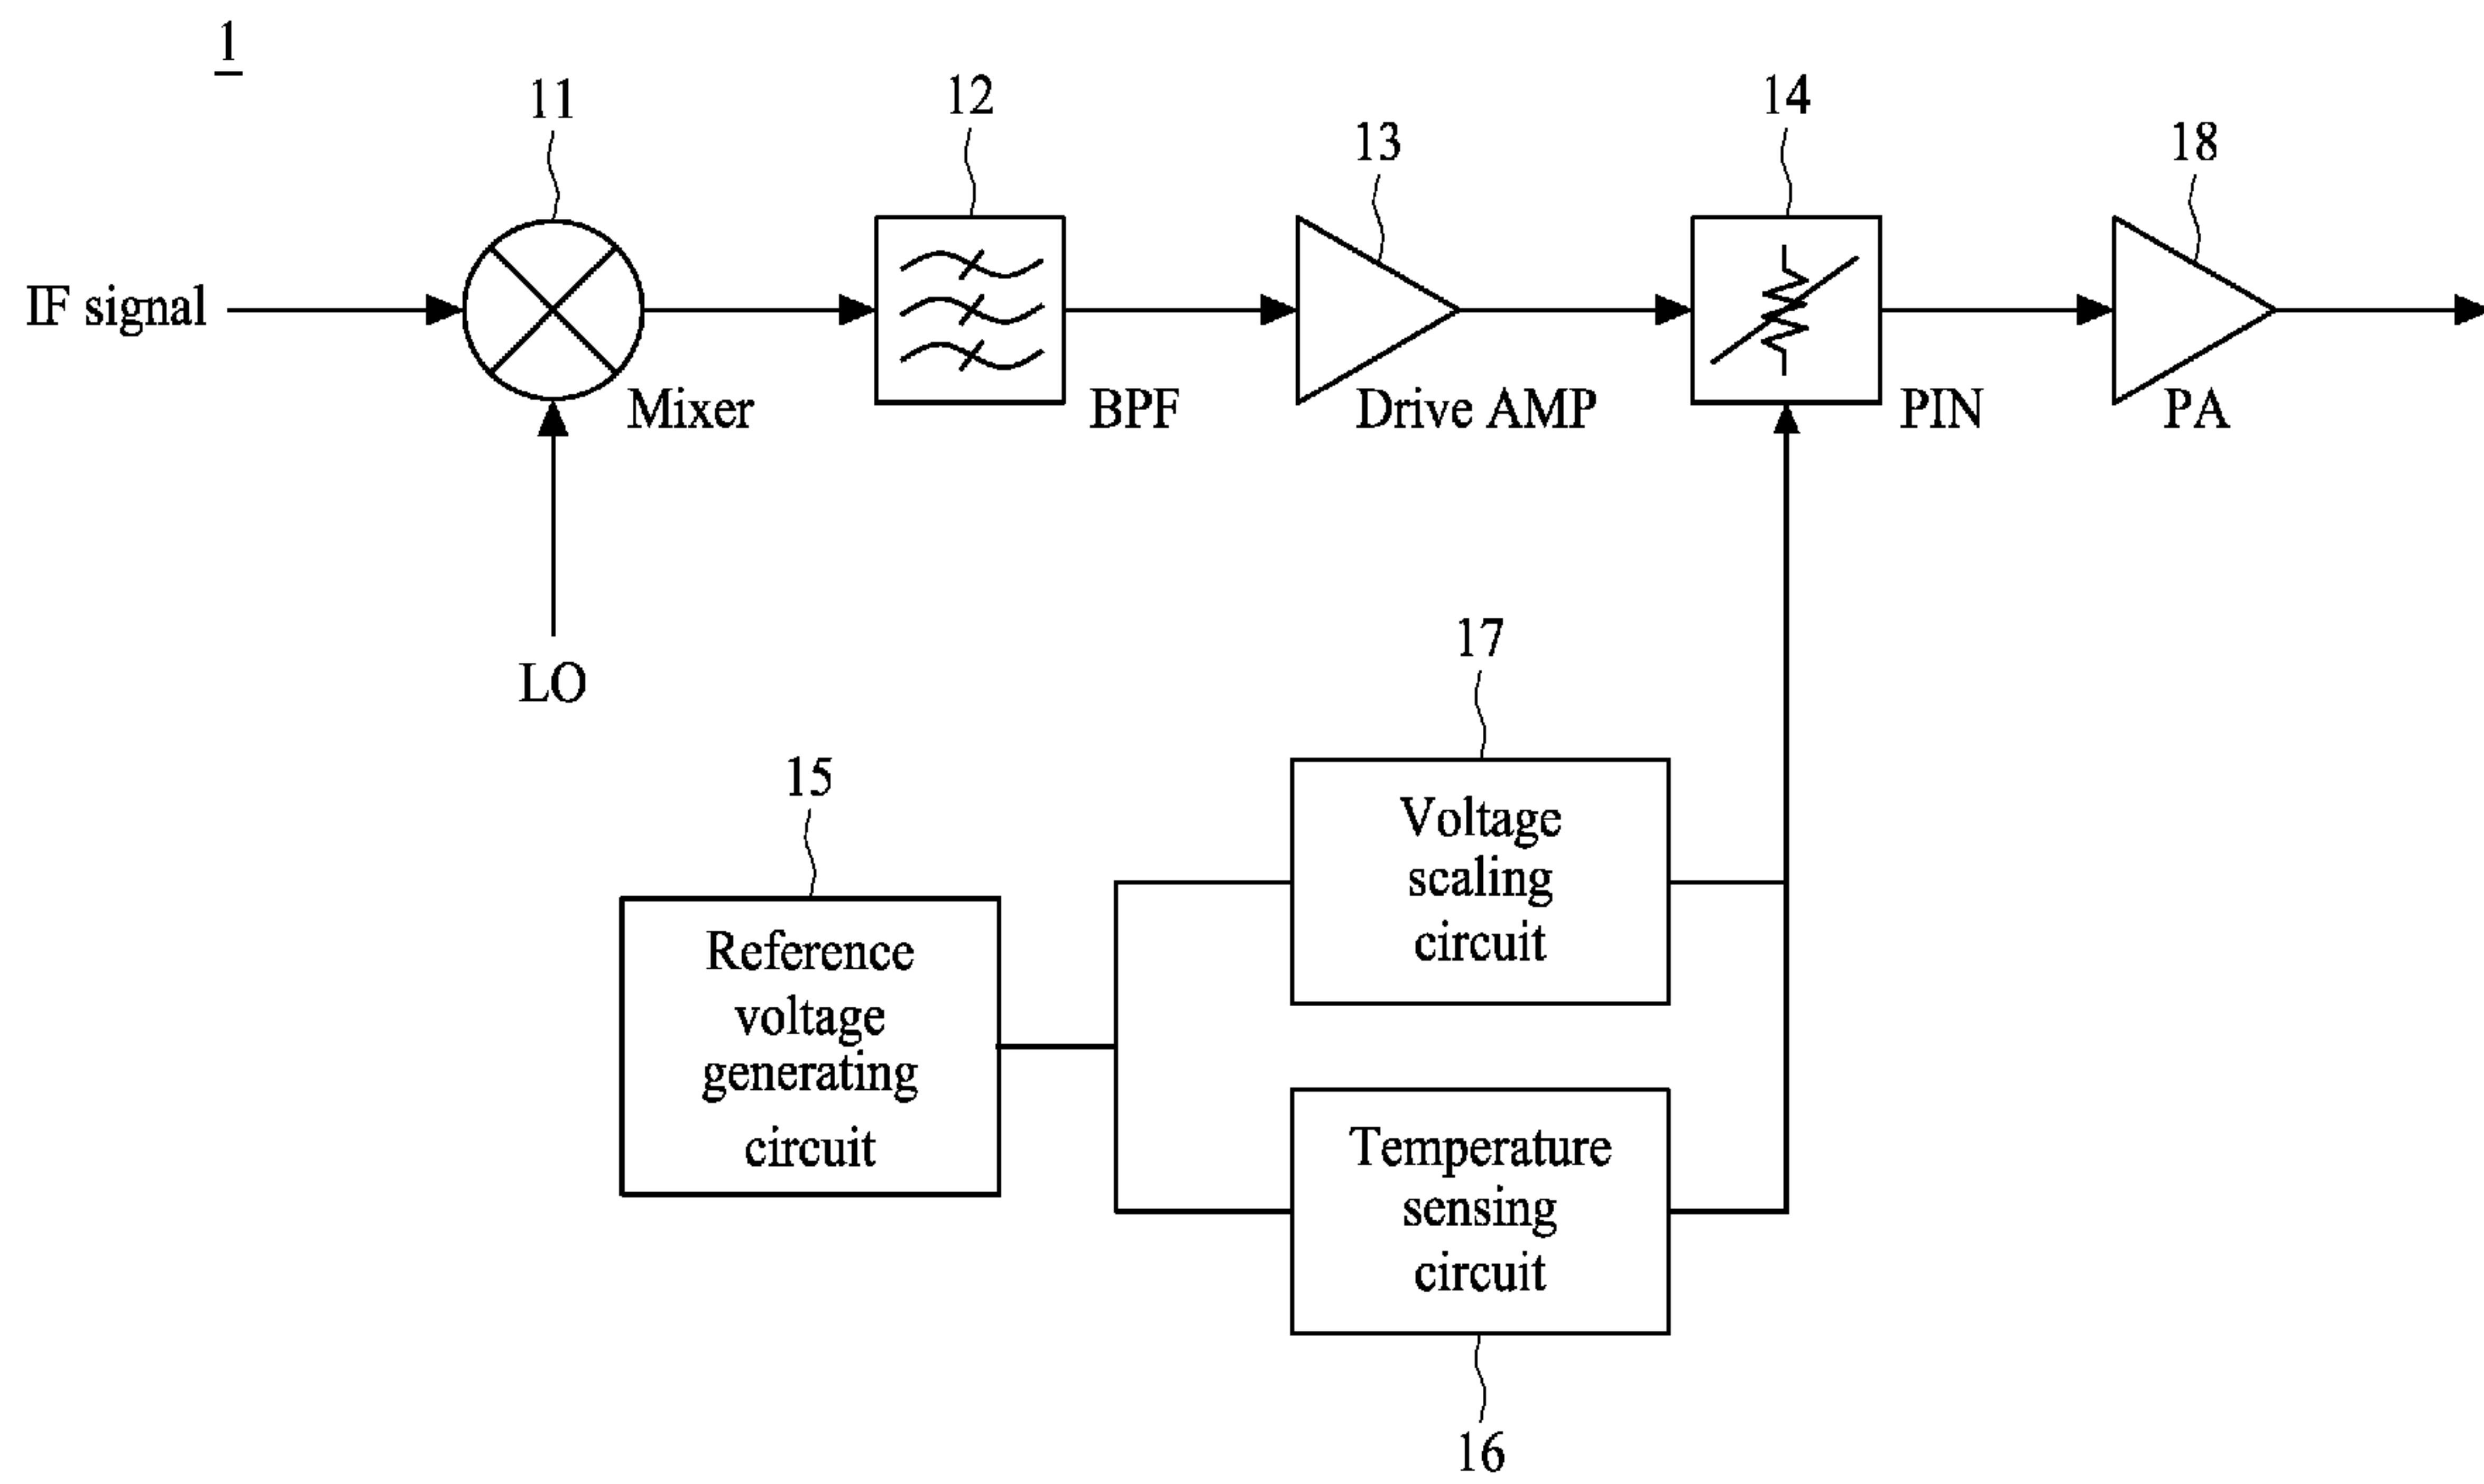 1
11
12
13
14
18
IF signal
Mixer
BPF
Drive AMP
PIN
PA
LO
17
15
Voltage
scaling
circuit
Reference
voltage
generating
circuit
Temperature
sensing
circuit
16